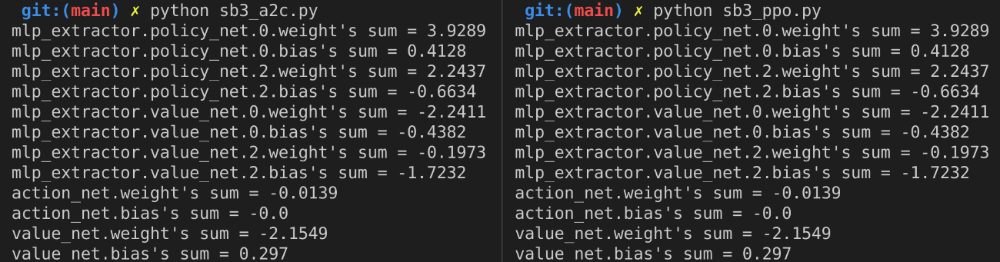 git:(main) ✗ python sb3_a2c.py
mlp_extractor.policy_net.0.weight's sum = 3.9289
mlp_extractor.policy_net.0.bias's sum = 0.4128
mlp_extractor.policy_net.2.weight's sum = 2.2437
mlp_extractor.policy_net.2.bias's sum = -0.6634
mlp_extractor.value_net.0.weight's sum = -2.2411
mlp_extractor.value_net.0.bias's sum = -0.4382
mlp_extractor.value_net.2.weight's sum = -0.1973
mlp_extractor.value_net.2.bias's sum = -1.7232
action_net.weight's sum = -0.0139
action_net.bias's sum = -0.0
value_net.weight's sum = -2.1549
value_net.bias's sum = 0.297
git:(main) ✗ python sb3_ppo.py
mlp_extractor.policy_net.0.weight's sum = 3.9289
mlp_extractor.policy_net.0.bias's sum = 0.4128
mlp_extractor.policy_net.2.weight's sum = 2.2437
mlp_extractor.policy_net.2.bias's sum = -0.6634
mlp_extractor.value_net.0.weight's sum = -2.2411
mlp_extractor.value_net.0.bias's sum = -0.4382
mlp_extractor.value_net.2.weight's sum = -0.1973
mlp_extractor.value_net.2.bias's sum = -1.7232
action_net.weight's sum = -0.0139
action_net.bias's sum = -0.0
value_net.weight's sum = -2.1549
value_net.bias's sum = 0.297